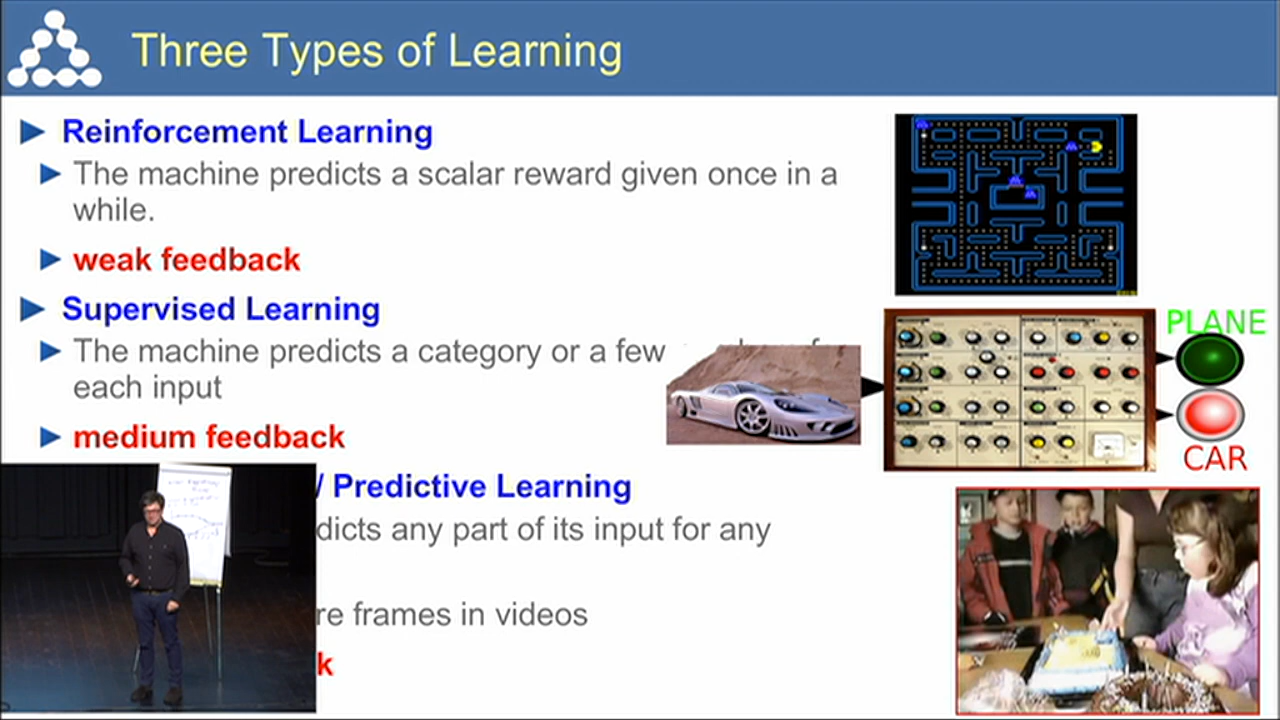 Three Types of Learning
Reinforcement Learning
The machine predicts a scalar reward given once in a
while.
weak feedback
Supervised Learning
PLANE
The machine predicts a category or a few
each input
medium feedback
CAR
/ Predictive Learning
dicts any part of its input for any
re frames in videos
k